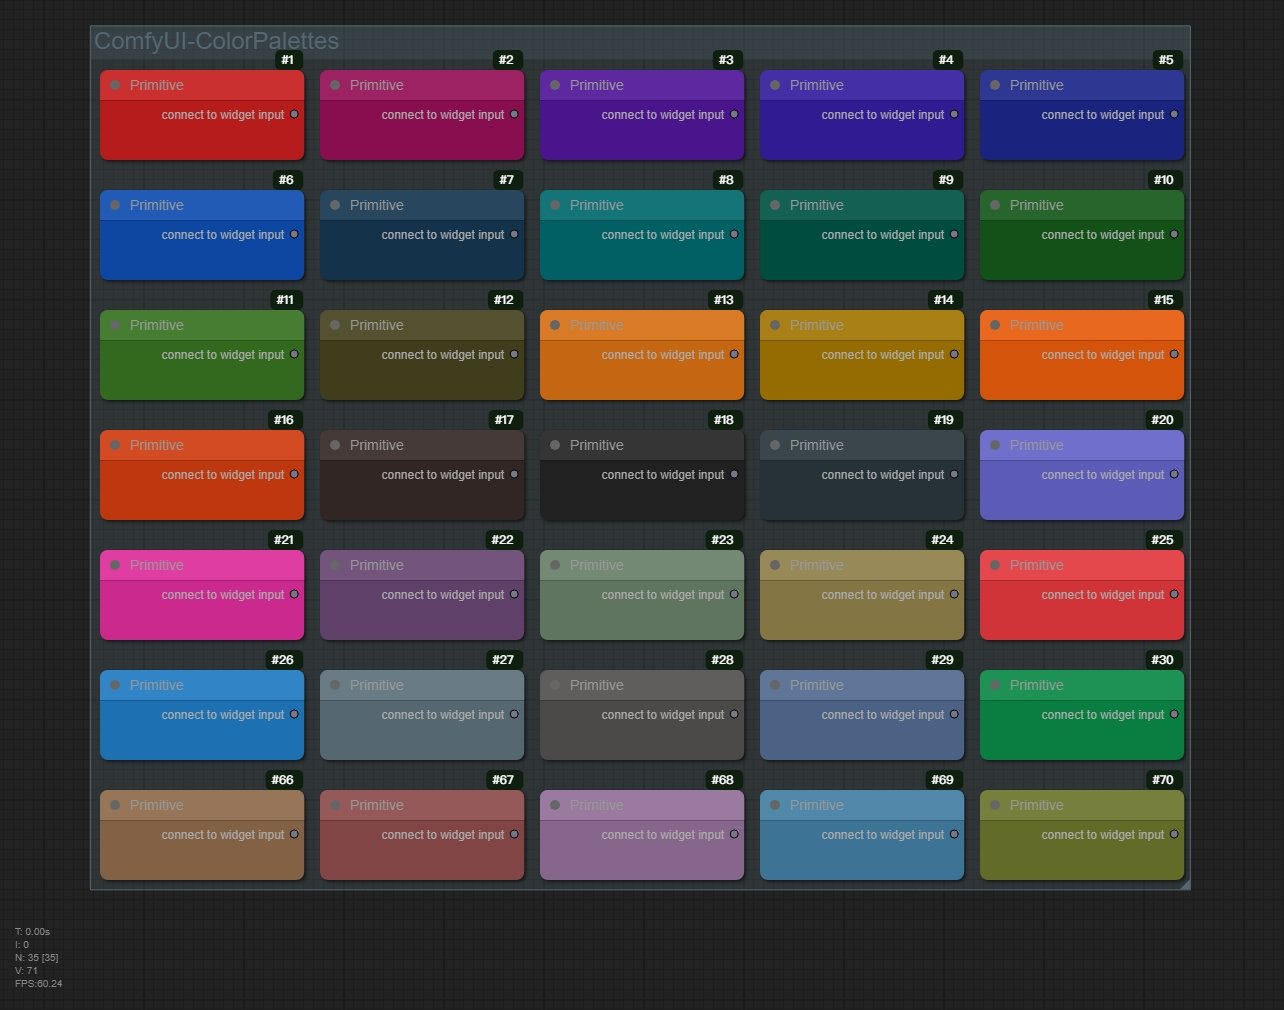 ComfyUI-ColorPalettes
#1 #2 #3 #4 #5
Primitive Primitive Primitive Primitive Primitive
connect to widget input connect to widget input connect to widget input connect to widget input connect to widget input
#6 #7 #8 #9 #10
Primitive Primitive Primitive Primitive Primitive
connect to widget input connect to widget input connect to widget input connect to widget input connect to widget input
#11 #12 #13 #14 #15
Primitive Primitive Primitive Primitive Primitive
connect to widget input connect to widget input connect to widget input connect to widget input connect to widget input
#16 #17 #18 #19 #20
Primitive Primitive Primitive Primitive Primitive
connect to widget input connect to widget input connect to widget input connect to widget input connect to widget input
#21 #22 #23 #24 #25
Primitive Primitive Primitive Primitive Primitive
connect to widget input connect to widget input connect to widget input connect to widget input connect to widget input
#26 #27 #28 #29 #30
Primitive Primitive Primitive Primitive Primitive
connect to widget input connect to widget input connect to widget input connect to widget input connect to widget input
#66 #67 #68 #69 #70
Primitive Primitive Primitive Primitive Primitive
connect to widget input connect to widget input connect to widget input connect to widget input connect to widget input
T: 0.00s
I: 0
N: 35 [35]
V: 71
FPS:60.24